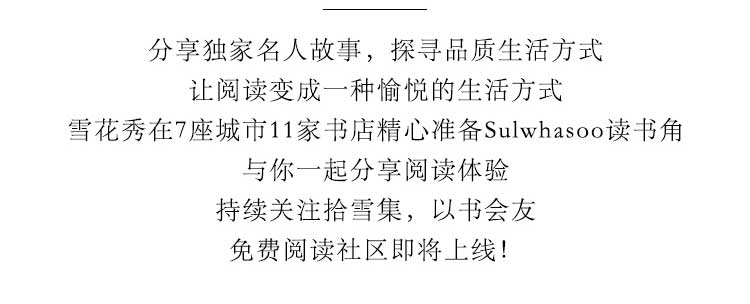 分享独家名人故事，探寻品质生活方式
让阅读变成一种愉悦的生活方式
雪花秀在7座城市11家书店精心准备Sulwhasoo读书角
与你一起分享阅读体验
持续关注拾雪集，以书会友
免费阅读社区即将上线！